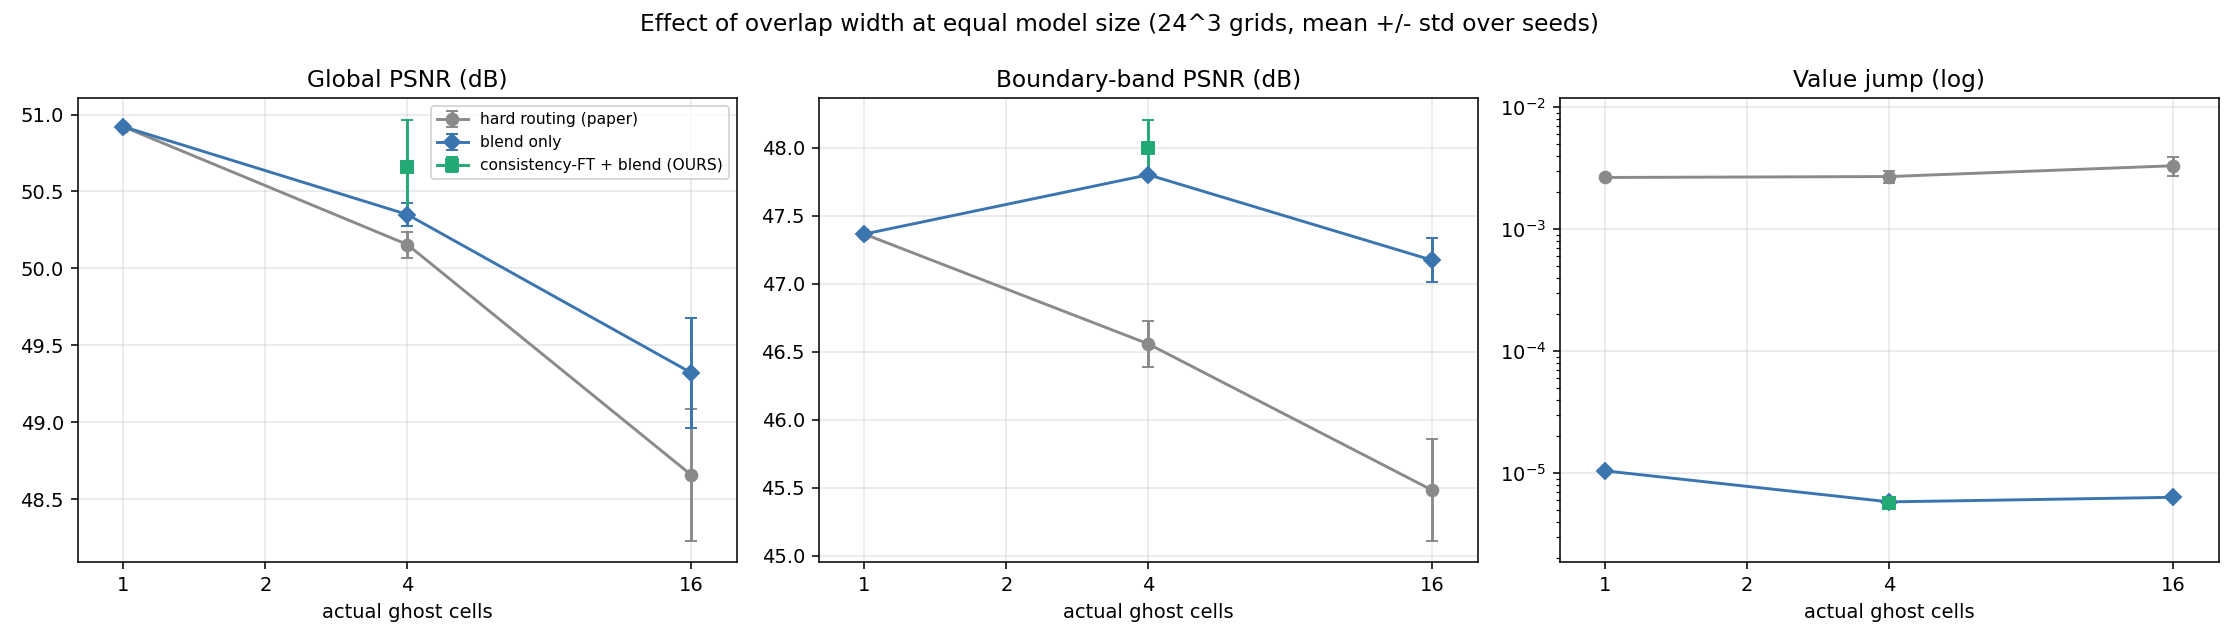 Effect of overlap width at equal model size (24^3 grids, mean +/- std over seeds)
Global PSNR (dB)
51.0
50.5
50.0
49.5
49.0
48.5
1
2
4
16
actual ghost cells
hard routing (paper)
blend only
consistency-FT + blend (OURS)
Boundary-band PSNR (dB)
48.0
47.5
47.0
46.5
46.0
45.5
45.0
1
2
4
16
actual ghost cells
Value jump (log)
10^-2
10^-3
10^-4
10^-5
1
2
4
16
actual ghost cells